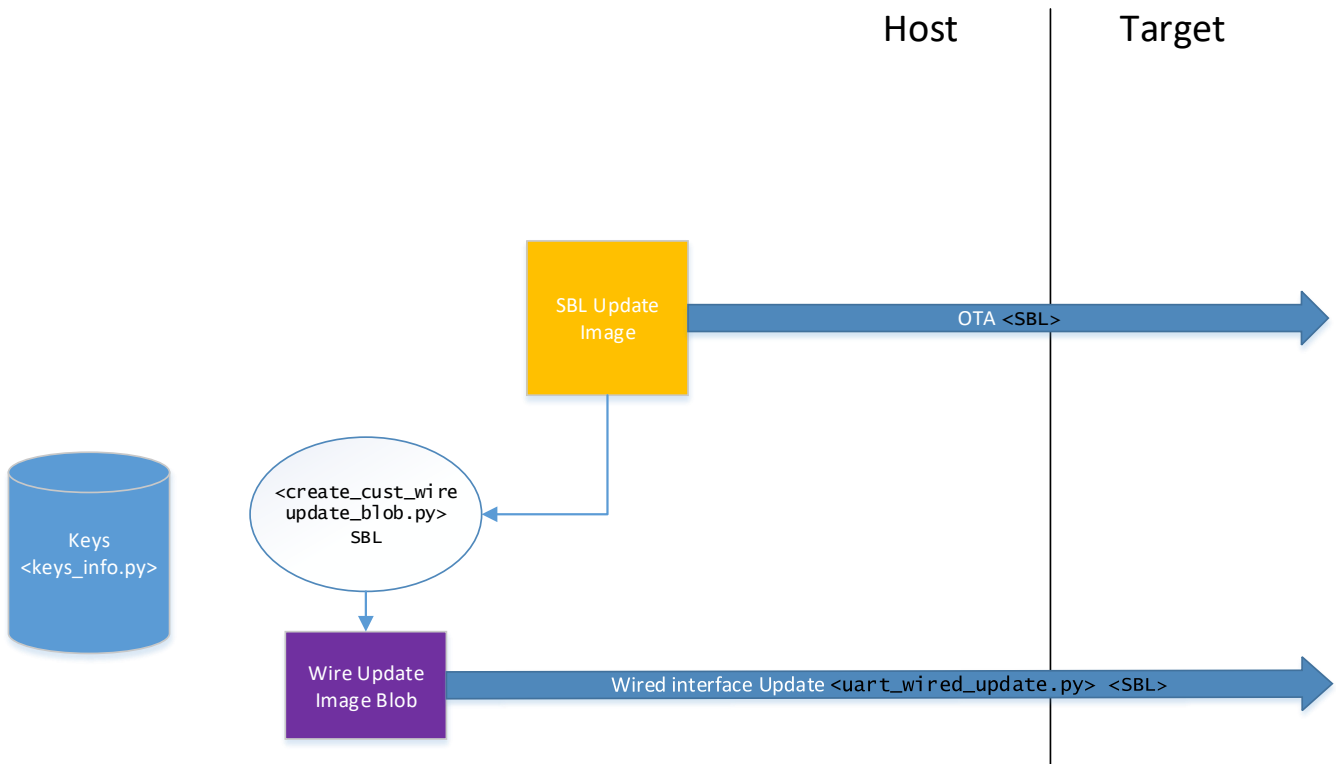 Host
Target
SBL Update
Image
OTA <SBL>
<create_cust_wire
update_blob.py>
SBL
Keys
<keys_info.py>
Wire Update
Image Blob
Wired interface Update <uart_wired_update.py> <SBL>